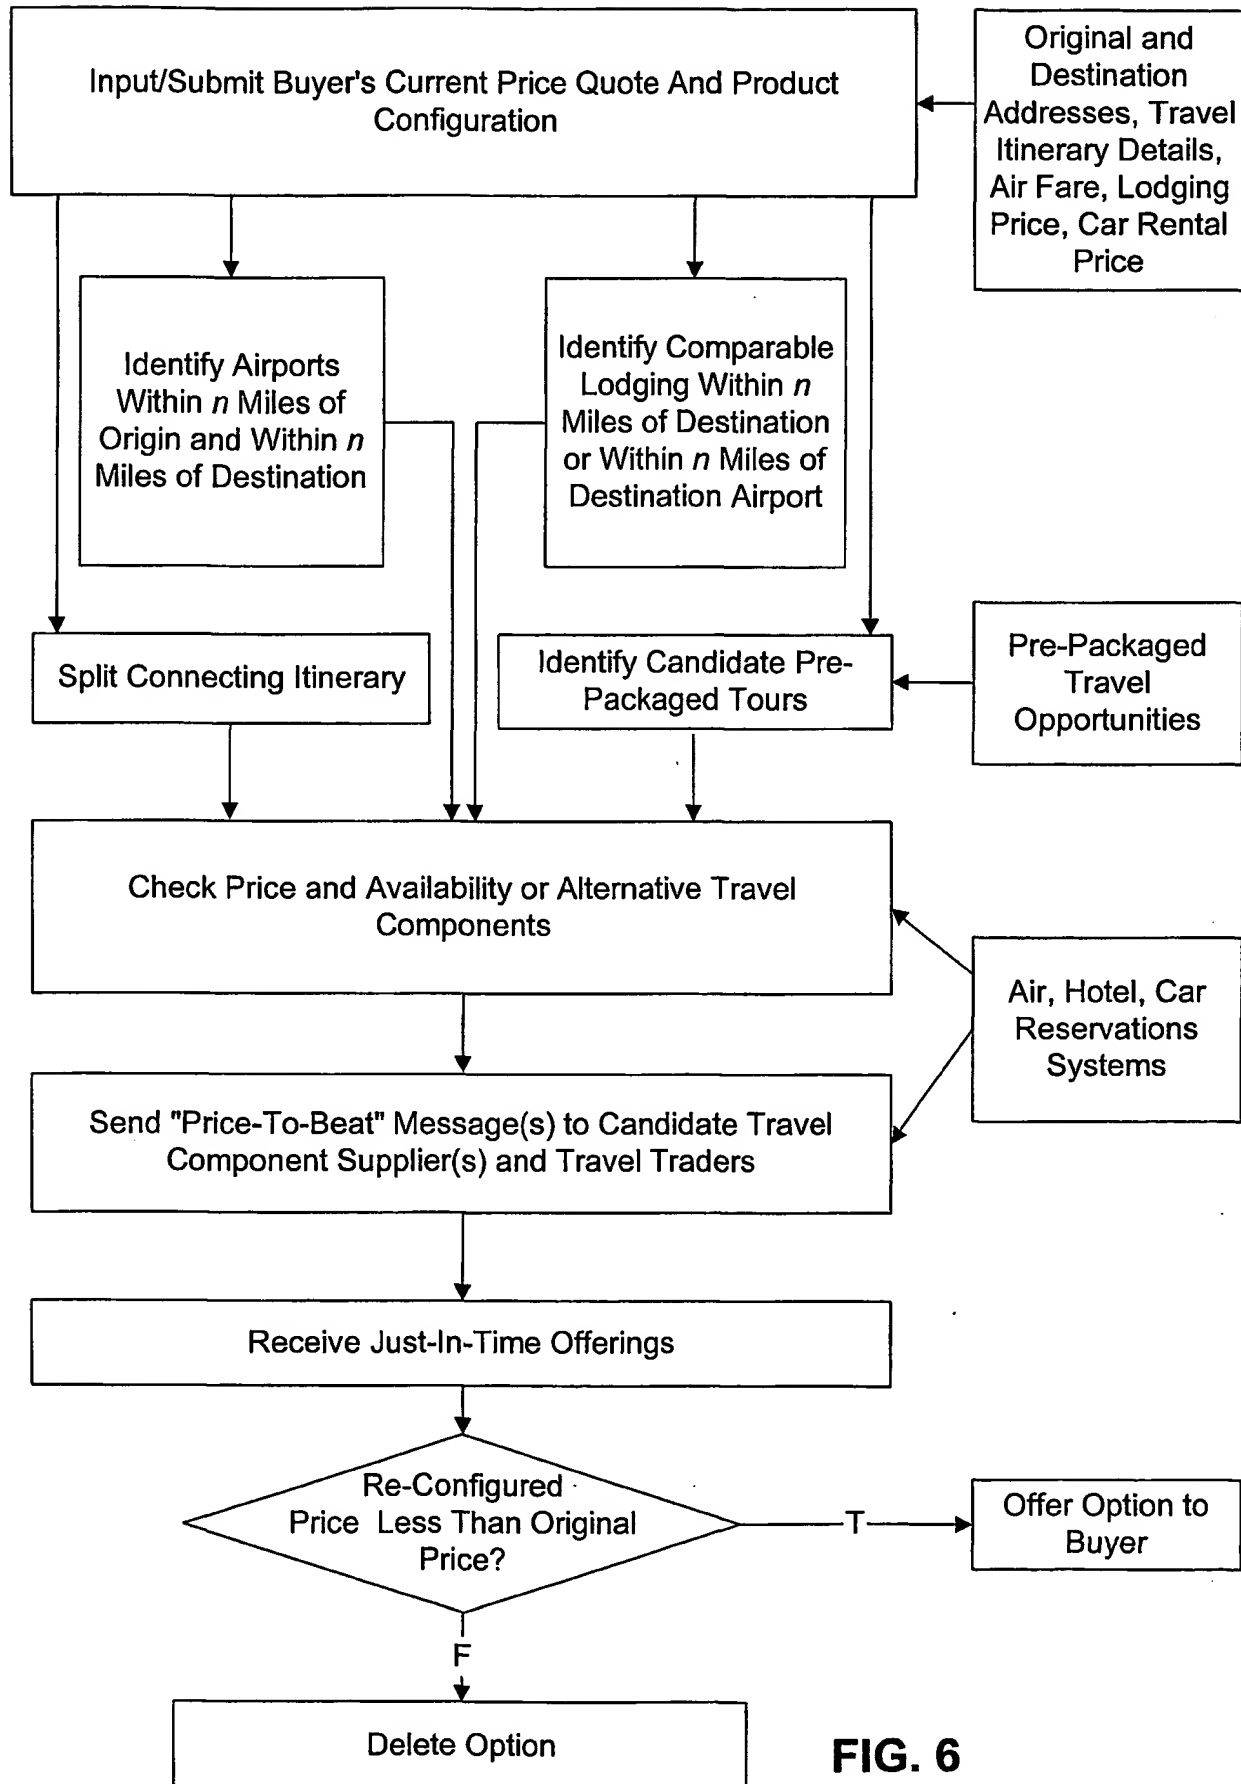 Input/Submit Buyer's Current Price Quote And Product
Configuration
Original and
Destination
Addresses, Travel
Itinerary Details,
Air Fare, Lodging
Price, Car Rental
Price
Identify Airports
Within n Miles of
Origin and Within n
Miles of Destination
Identify Comparable
Lodging Within n
Miles of Destination
or Within n Miles of
Destination Airport
Split Connecting Itinerary
Identify Candidate Pre-
Packaged Tours
Pre-Packaged
Travel
Opportunities
Check Price and Availability or Alternative Travel
Components
Air, Hotel, Car
Reservations
Systems
Send "Price-To-Beat" Message(s) to Candidate Travel
Component Supplier(s) and Travel Traders
Receive Just-In-Time Offerings
Re-Configured
Price Less Than Original
Price?
T
Offer Option to
Buyer
F
Delete Option
FIG. 6